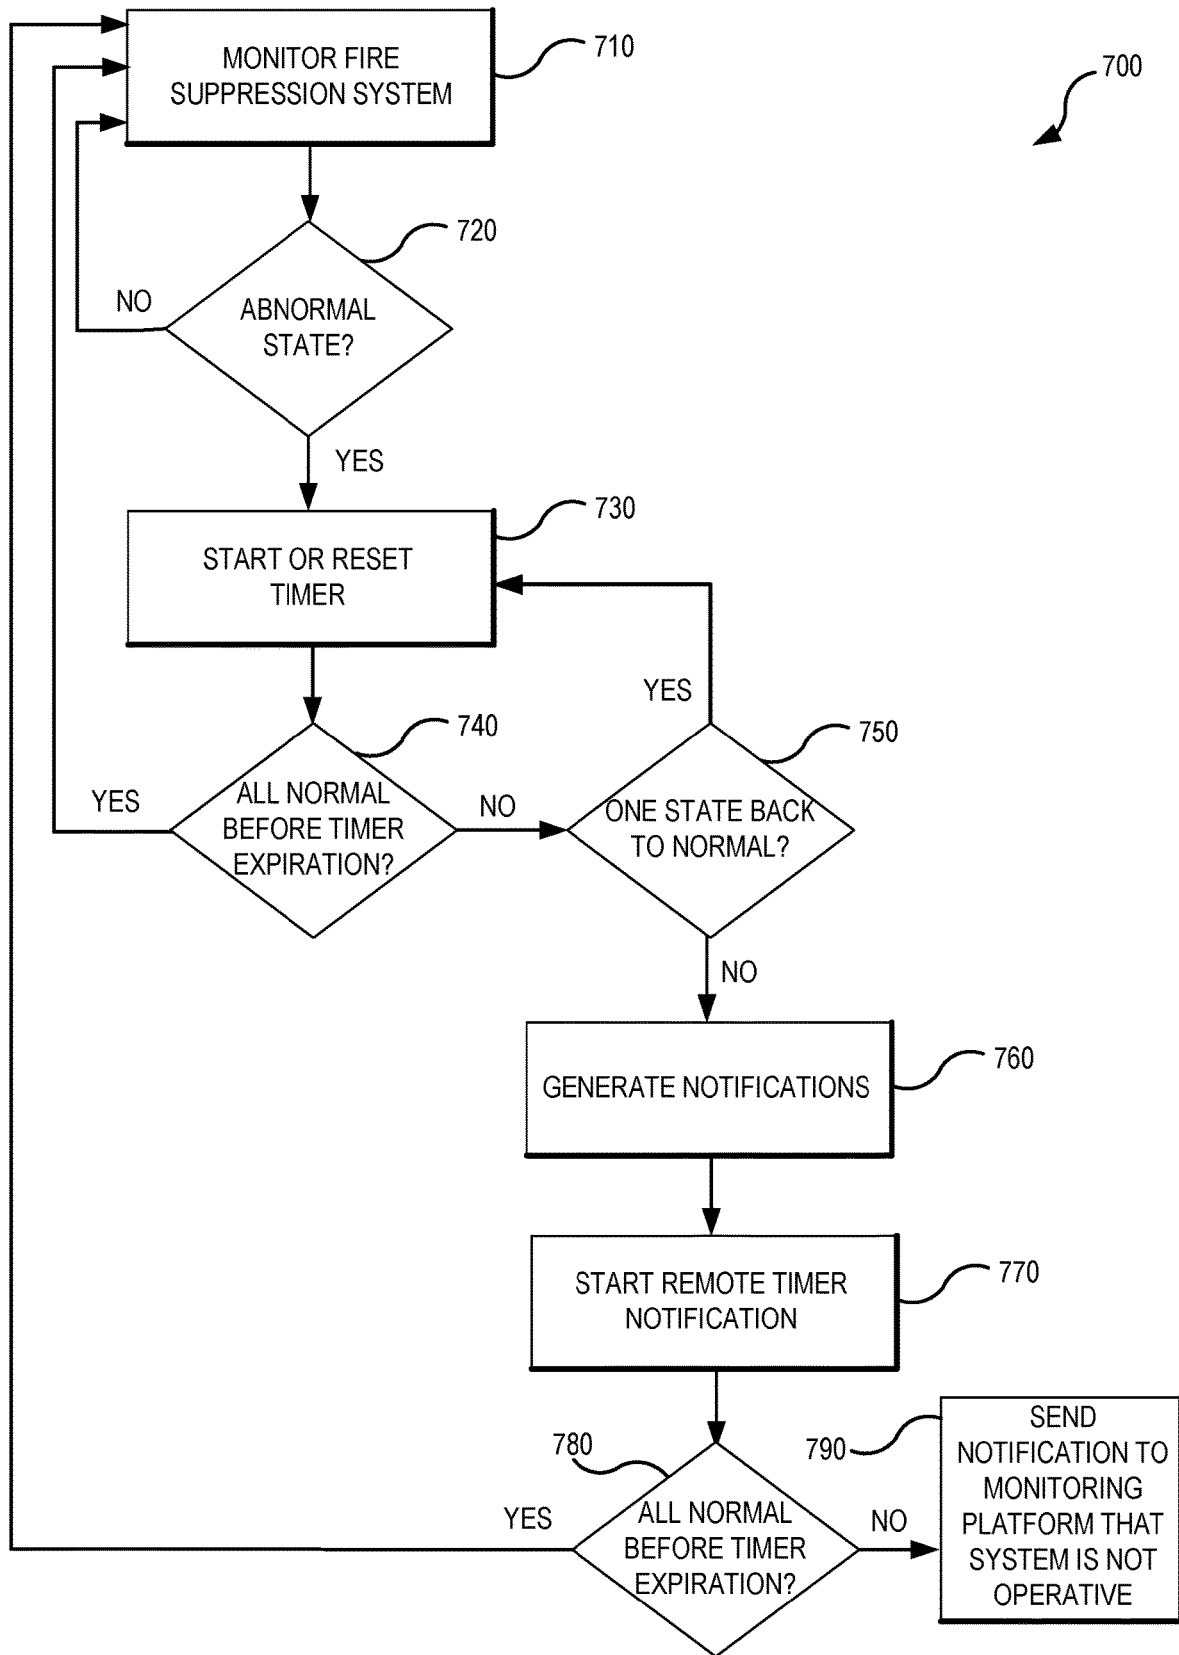 MONITOR FIRE
SUPPRESSION SYSTEM
710
700
720
ABNORMAL
STATE?
NO
YES
730
START OR RESET
TIMER
YES
740
750
ALL NORMAL
BEFORE TIMER
EXPIRATION?
YES
NO
ONE STATE BACK
TO NORMAL?
NO
760
GENERATE NOTIFICATIONS
770
START REMOTE TIMER
NOTIFICATION
780
ALL NORMAL
BEFORE TIMER
EXPIRATION?
YES
NO
790
SEND
NOTIFICATION TO
MONITORING
PLATFORM THAT
SYSTEM IS NOT
OPERATIVE